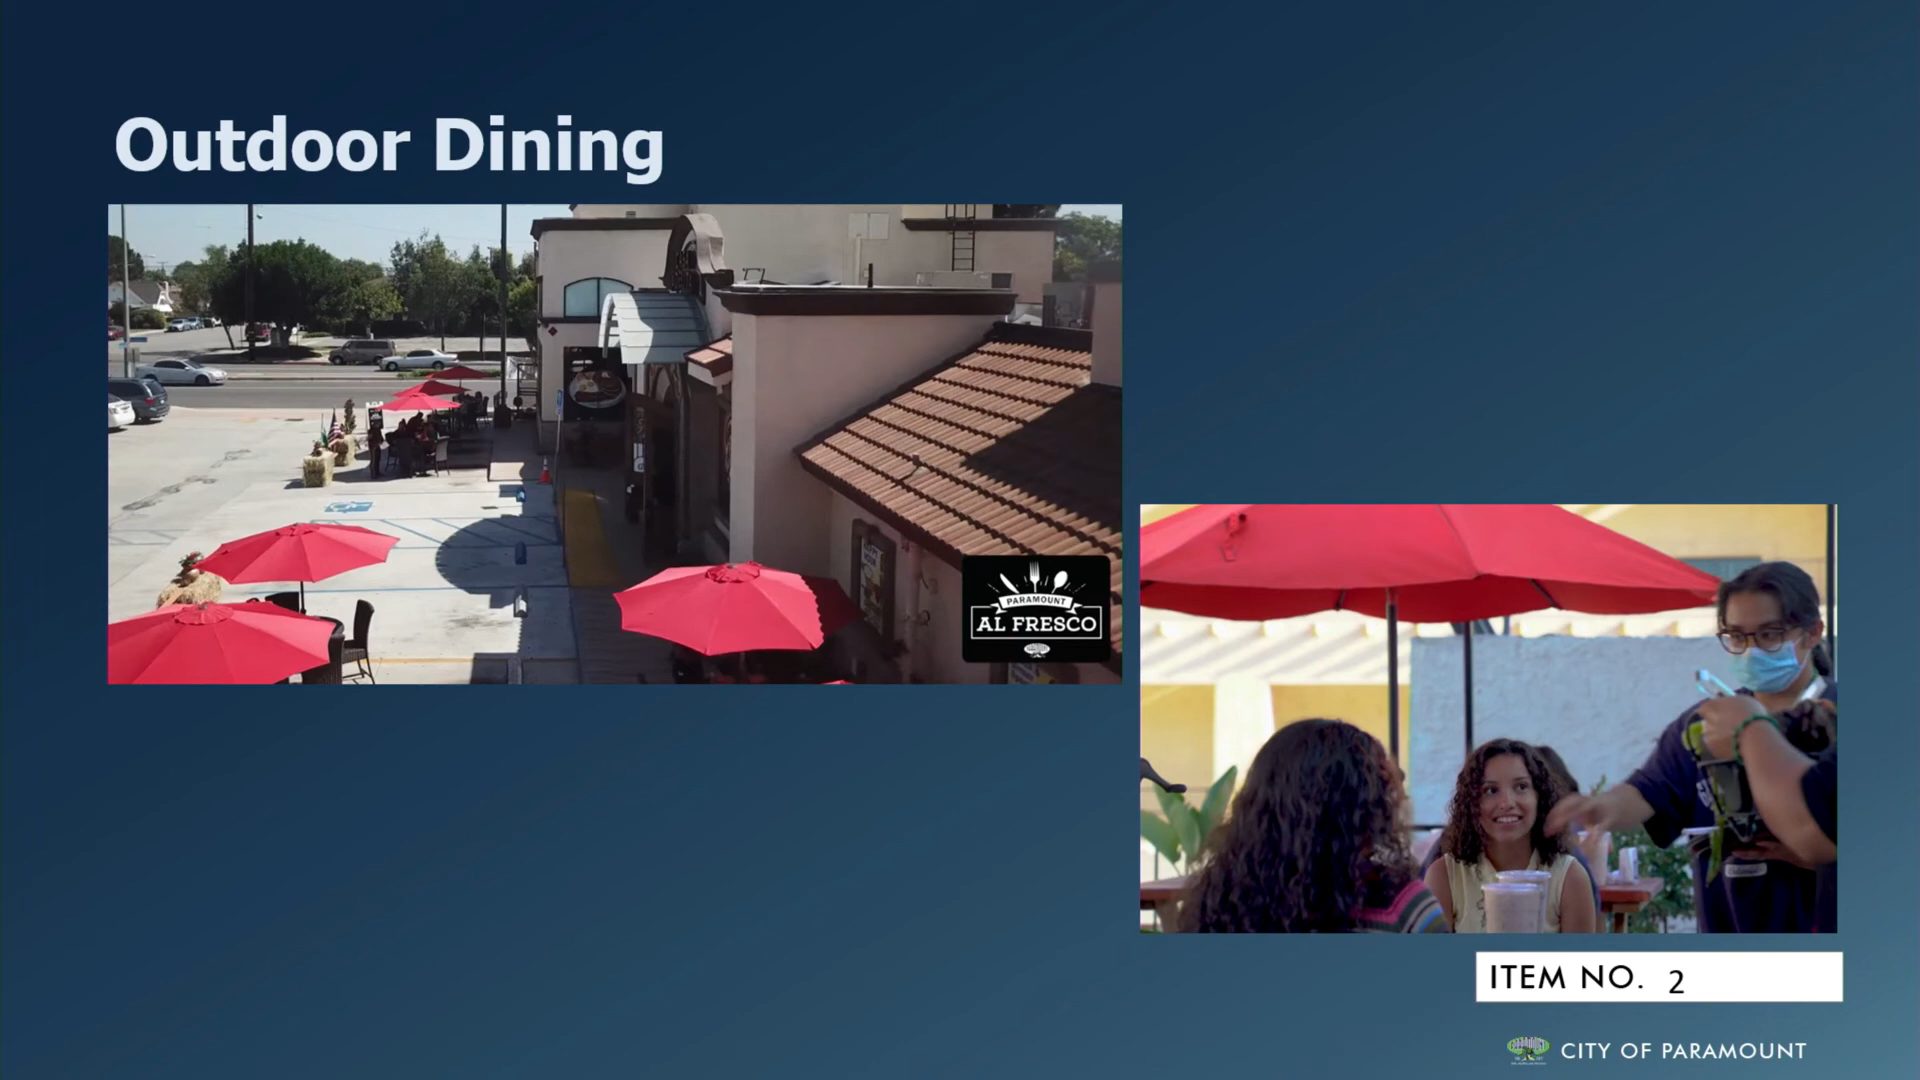 Outdoor Dining
PARAMOUNT
AL FRESCO
ITEM NO. 2
CITY OF PARAMOUNT